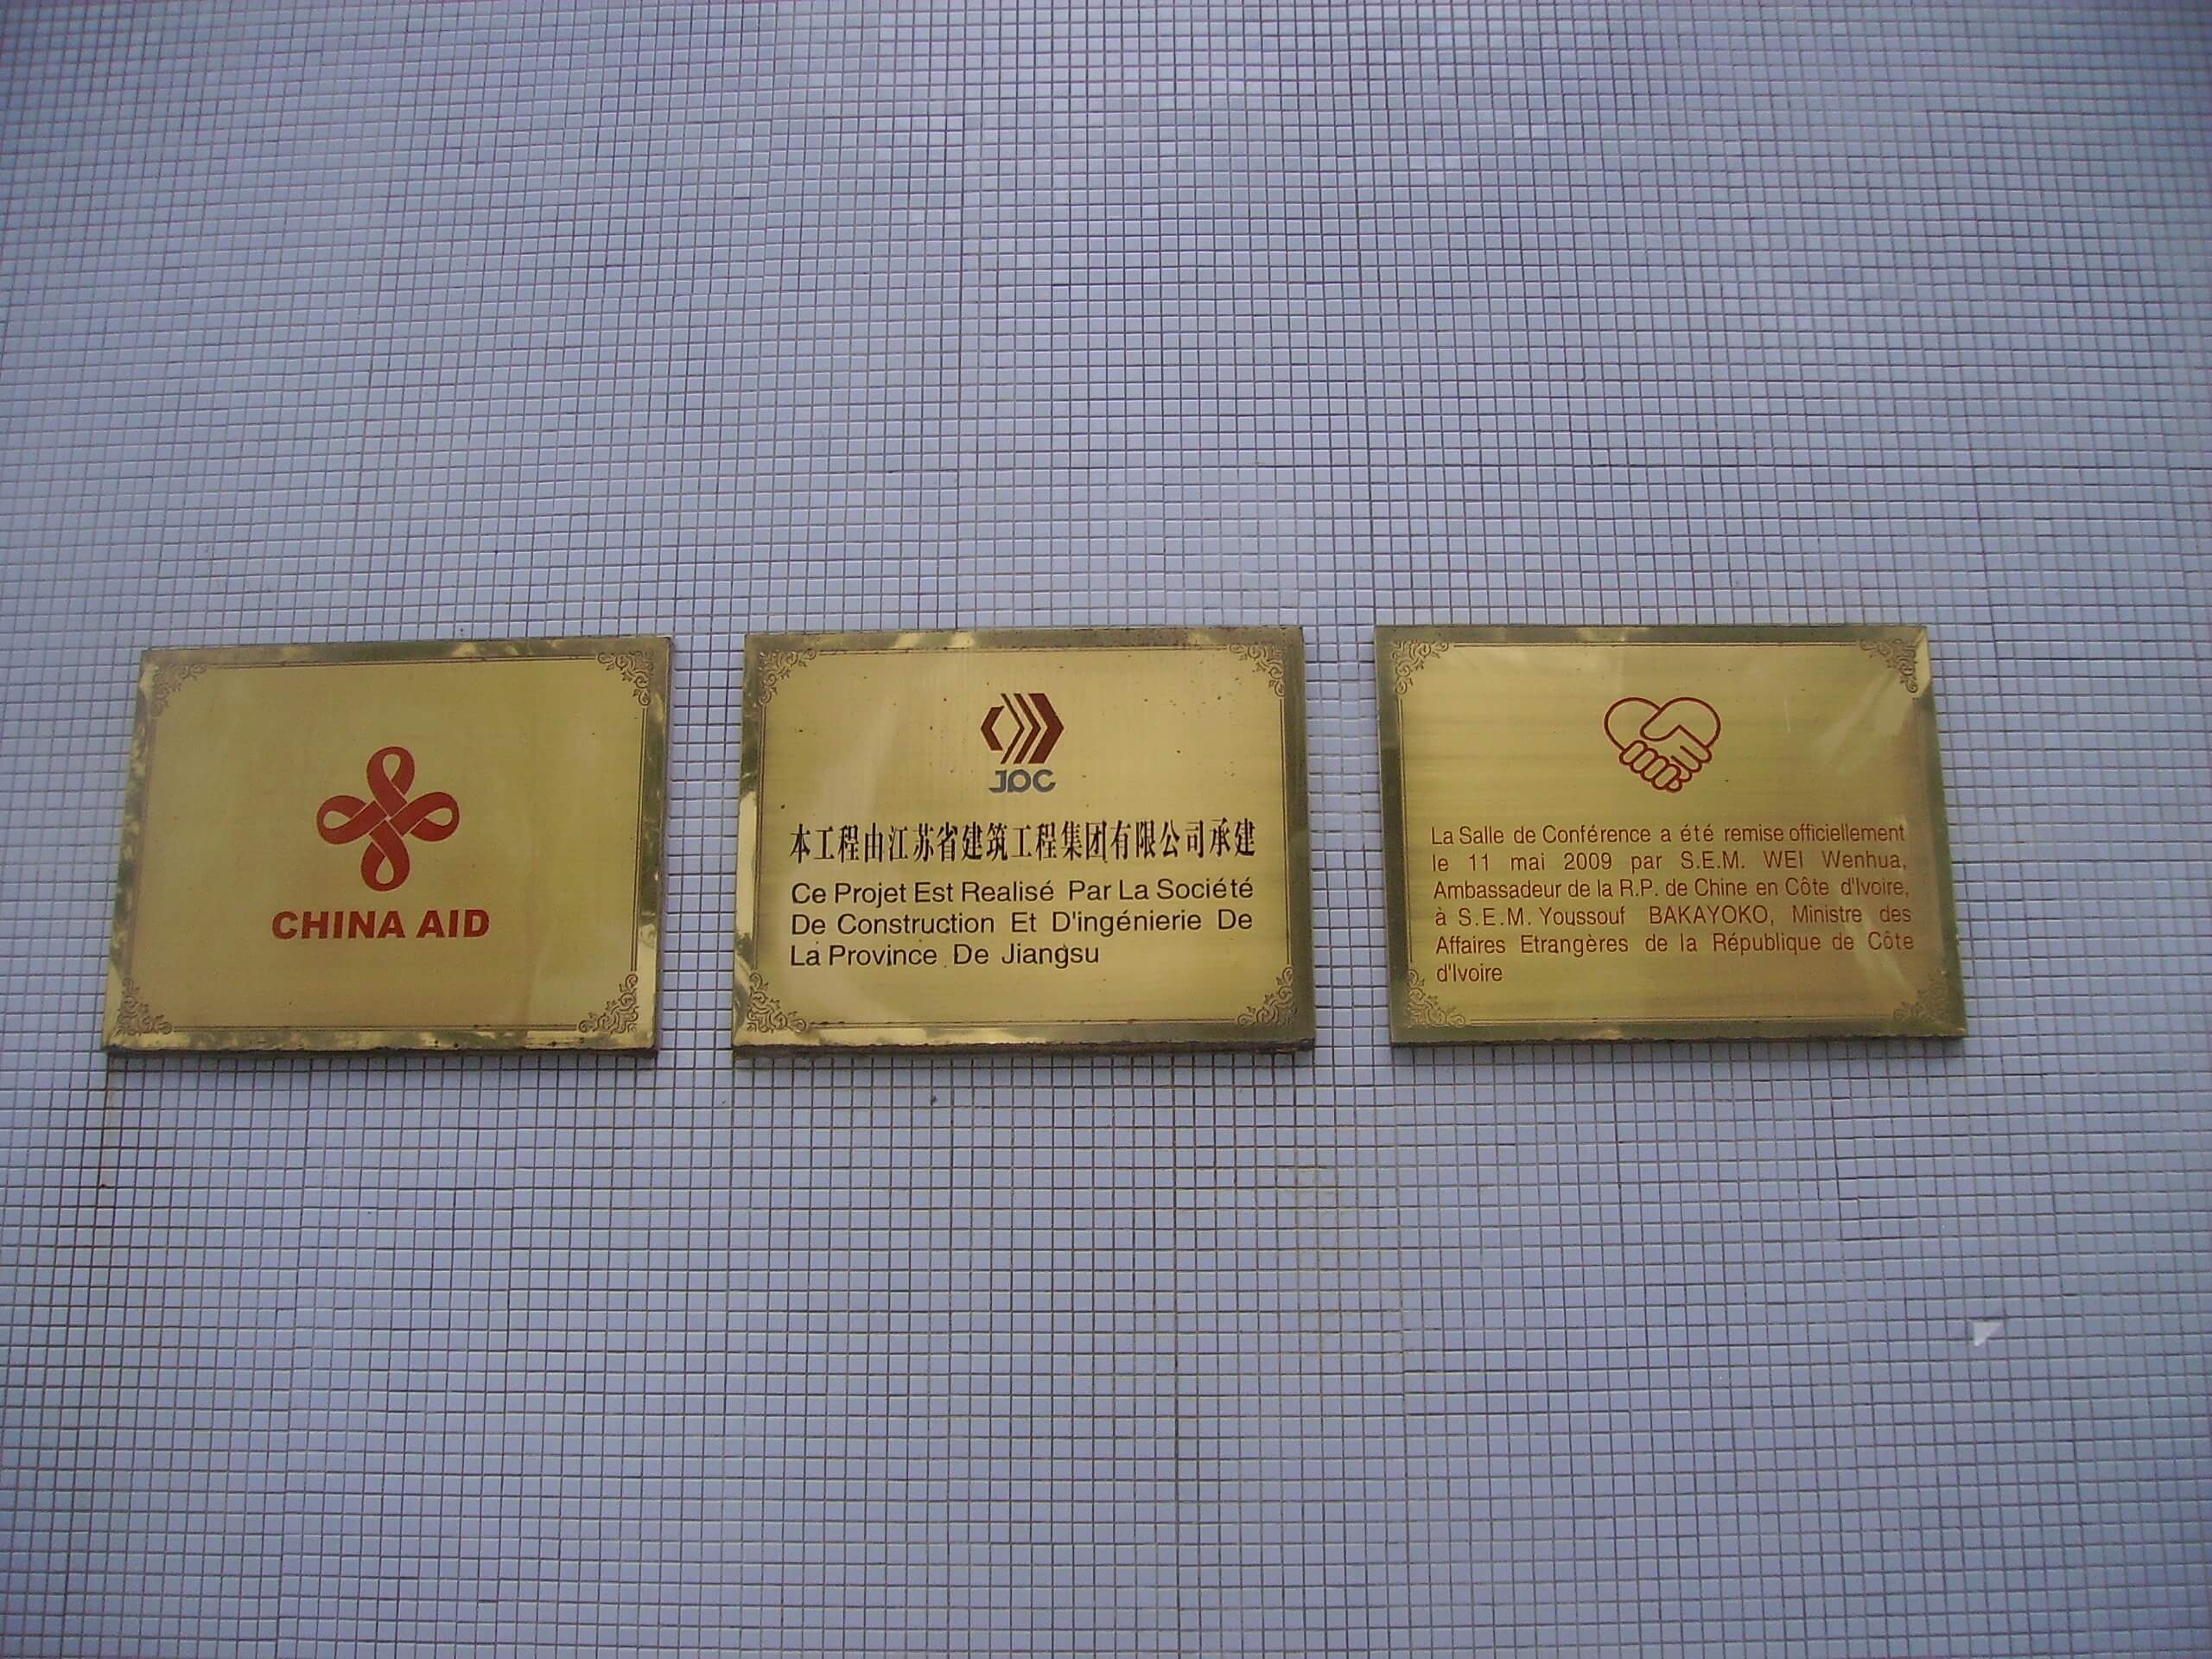 CHINA AID
JOC
本工程由江苏省建筑工程集团有限公司承建
Ce Projet Est Realisé Par La Société
De Construction Et D'ingénierie De
La Province De Jiangsu
La Salle de Conférence a été remise officiellement
le 11 mai 2009 par S.E.M. WEI Wenhua,
Ambassadeur de la R.P. de Chine en Côte d'Ivoire,
à S.E.M. Youssouf BAKAYOKO, Ministre des
Affaires Etrangères de la République de Côte
d'Ivoire